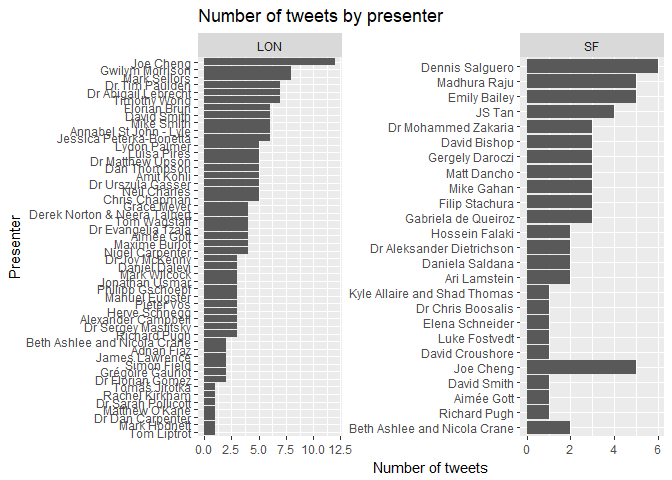 Number of tweets by presenter
LON
SF
Presenter
Joe Cheng
Gwilym Morrison
Mark Sellors
Dr Tim Paulden
Dr Abigail Lebrecht
Timothy Wong
Florian Brun
David Smith
Mike Smith
Annabel St John - Lyle
Jessica Peterka-Bonetta
Lydon Palmer
Luisa Pires
Dr Matthew Upson
Dan Thompson
Amit Kohli
Dr Urszula Gasser
Neil Charles
Chris Chapman
Grace Meyer
Derek Norton & Neera Talbert
Tom Wagstaff
Dr Evangelia Tzala
Aimée Gott
Maxime Buriot
Nigel Carpenter
Dr Joy McKenny
Daniel Dalevi
Mark Wilcock
Jonathan Usmar
Philipp Gschoepf
Manuel Eugster
Pieter Vos
Hervé Schnegg
Alexander Campbell
Dr Sergey Mastitsky
Richard Pugh
Beth Ashlee and Nicola Crane
Adnan Fiaz
James Lawrence
Simon Field
Grégoire Gauriot
Dr Florian Gomez
Tomas Jirotka
Rachel Kirkham
Dr Sarah Pollicott
Matthew O'Kane
Dr Dan Carpenter
Mark Hodnett
Tom Liptrot
0.0 2.5 5.0 7.5 10.0 12.5
Dennis Salguero
Madhura Raju
Emily Bailey
JS Tan
Dr Mohammed Zakaria
David Bishop
Gergely Daroczi
Matt Dancho
Mike Gahan
Filip Stachura
Gabriela de Queiroz
Hossein Falaki
Dr Aleksander Dietrichson
Daniela Saldana
Ari Lamstein
Kyle Allaire and Shad Thomas
Dr Chris Boosalis
Elena Schneider
Luke Fostvedt
David Croushore
Joe Cheng
David Smith
Aimée Gott
Richard Pugh
Beth Ashlee and Nicola Crane
0 2 4 6
Number of tweets